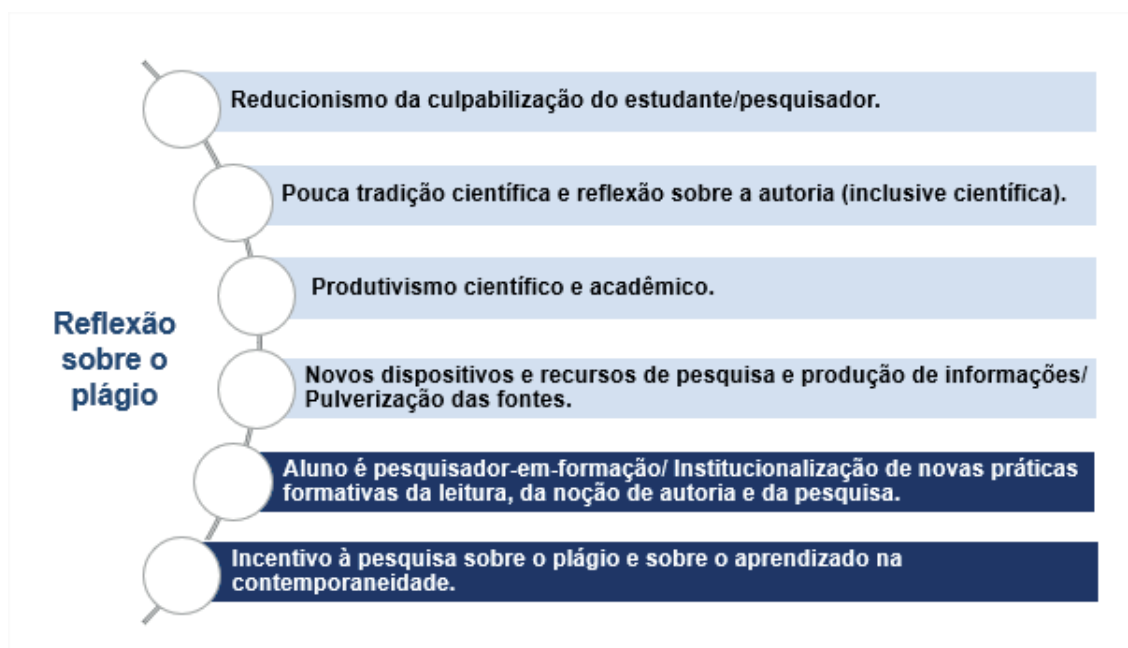 Reflexão
sobre o
plágio
Reducionismo da culpabilização do estudante/pesquisador.
Pouca tradição científica e reflexão sobre a autoria (inclusive científica).
Produtivismo científico e acadêmico.
Novos dispositivos e recursos de pesquisa e produção de informações/
Pulverização das fontes.
Aluno é pesquisador-em-formação/ Institucionalização de novas práticas
formativas da leitura, da noção de autoria e da pesquisa.
Incentivo à pesquisa sobre o plágio e sobre o aprendizado na
contemporaneidade.